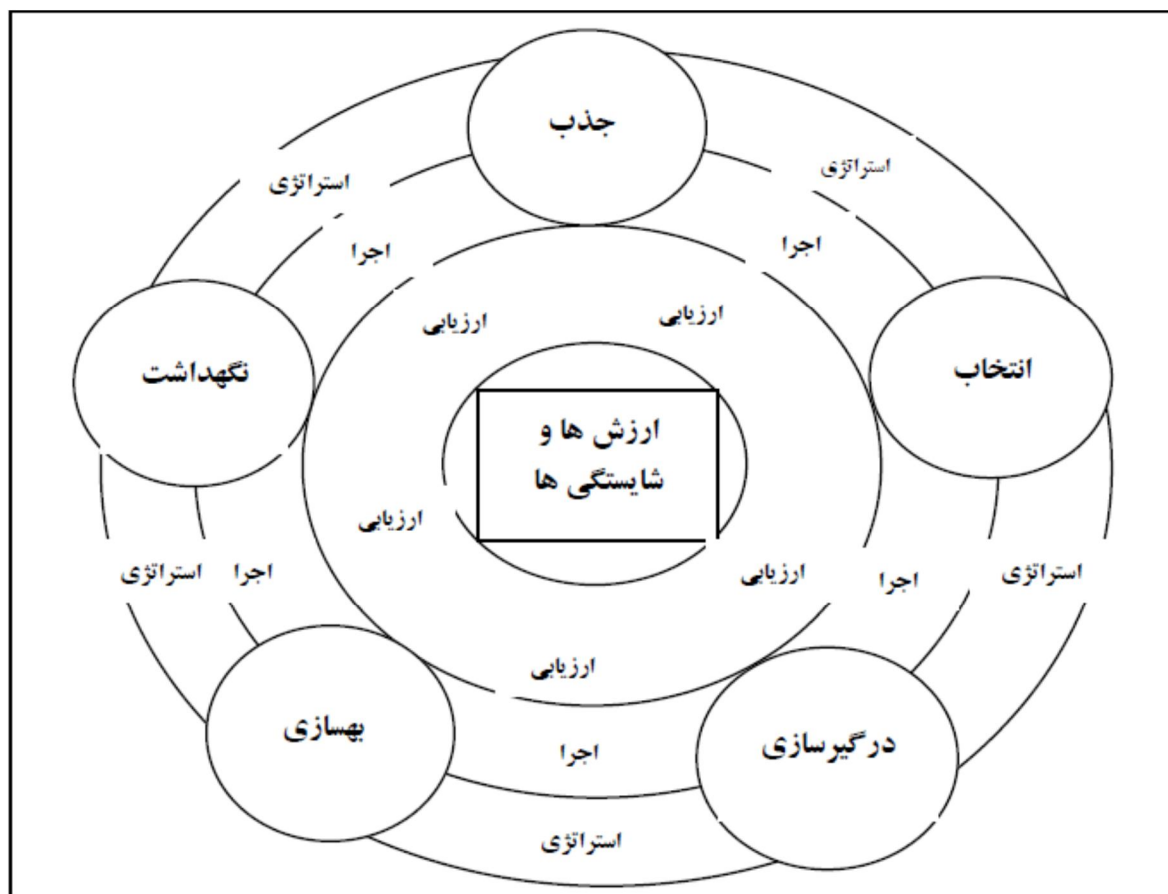 جذب
استراتژی
استراتژی
اجرا
اجرا
ارزیابی
ارزیابی
انتخاب
نگهداشت
ارزش ها و
شایستگی ها
ارزیابی
ارزیابی
اجرا
استراتژی
اجرا
استراتژی
ارزیابی
درگیرسازی
بهسازی
اجرا
استراتژی